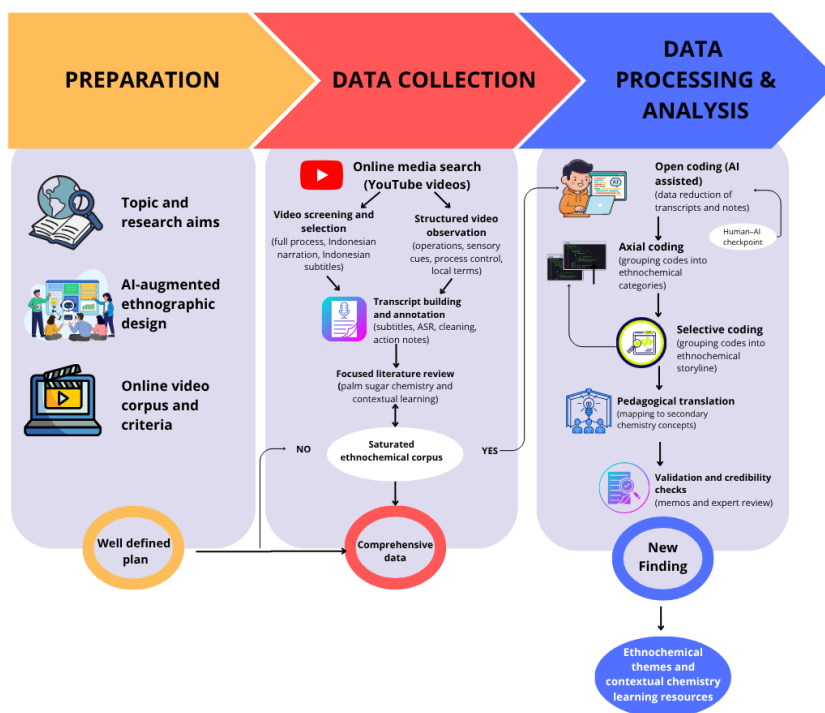 PREPARATION
DATA COLLECTION
DATA
PROCESSING &
ANALYSIS
Topic and
research aims
AI-augmented
ethnographic
design
Online video
corpus and
criteria
Well defined
plan
Online media search
(YouTube videos)
Video screening and
selection
(full process, Indonesian
narration, Indonesian
subtitles)
Structured video
observation
(operations, sensory
cues, process control,
local terms)
Transcript building
and annotation
(subtitles, ASR, cleaning,
action notes)
Focused literature review
(palm sugar chemistry and
contextual learning)
NO
Saturated
ethnochemical corpus
YES
Comprehensive
data
AI
Open coding (AI
assisted)
(data reduction of
transcripts and notes)
Human–AI
checkpoint
Axial coding
(grouping codes into
ethnochemical
categories)
Selective coding
(grouping codes into
ethnochemical
storyline)
Pedagogical translation
(mapping to secondary
chemistry concepts)
Validation and credibility
checks
(memos and expert review)
New
Finding
Ethnochemical
themes and
contextual chemistry
learning resources